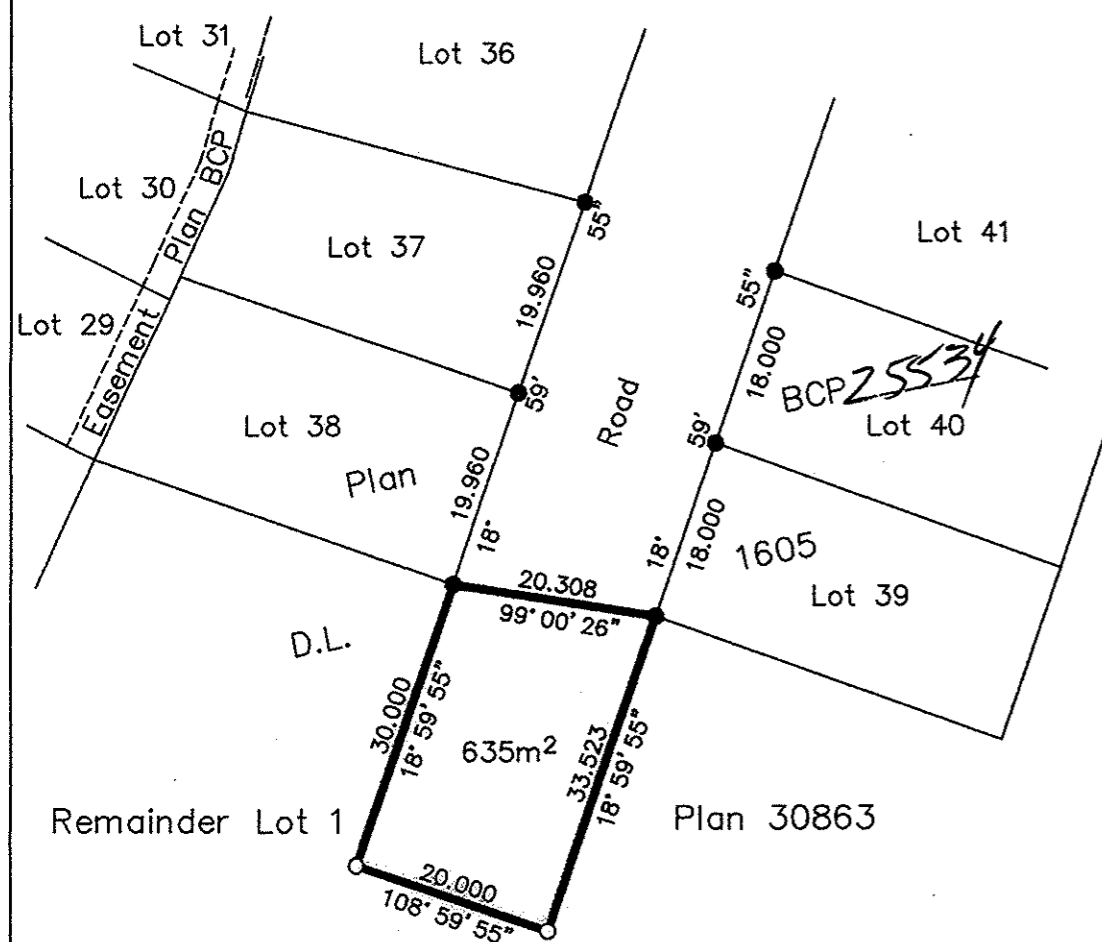 Lot 31
Lot 36
Lot 30
Easement Plan BCP
Lot 37
55"
Lot 41
Lot 29
19.960
59'
55"
18.000
BCP 25534
Lot 40
Lot 38
Road
59'
Plan
19.960
18°
18°
18.000
1605
Lot 39
20.308
99° 00' 26"
D.L.
30.000
18° 59' 55"
635m²
33.523
18° 59' 55"
Remainder Lot 1
Plan 30863
20.000
108° 59' 55"